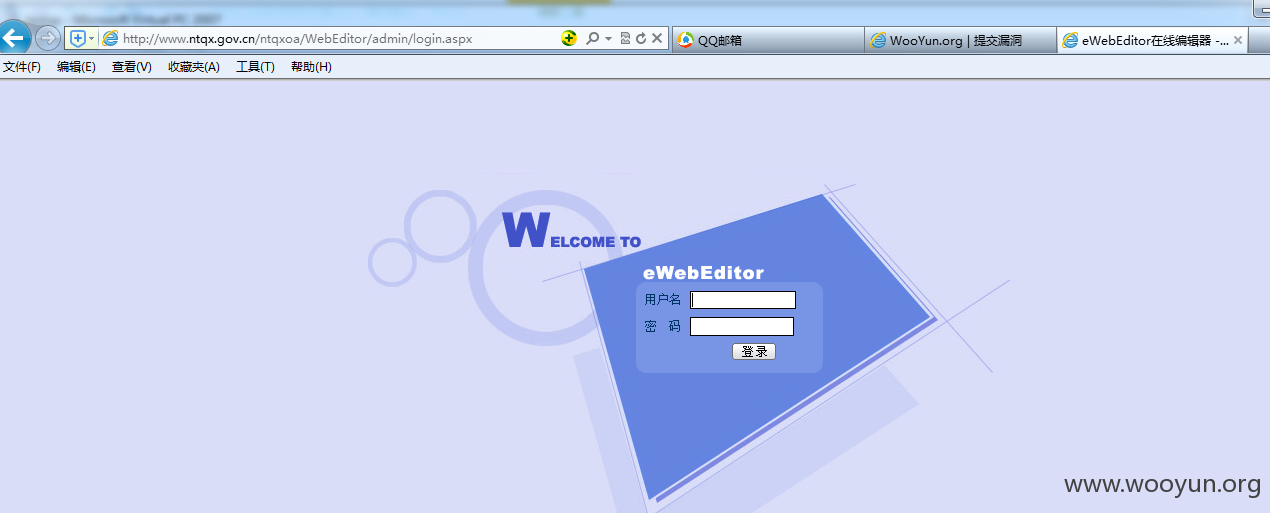 http://www.ntqx.gov.cn/ntqxoa/WebEditor/admin/login.aspx
QQ邮箱
WooYun.org | 提交漏洞
eWebEditor在线编辑器 -...
文件(F) 编辑(E) 查看(V) 收藏夹(A) 工具(T) 帮助(H)
WELCOME TO
eWebEditor
用户名
密 码
登录
www.wooyun.org